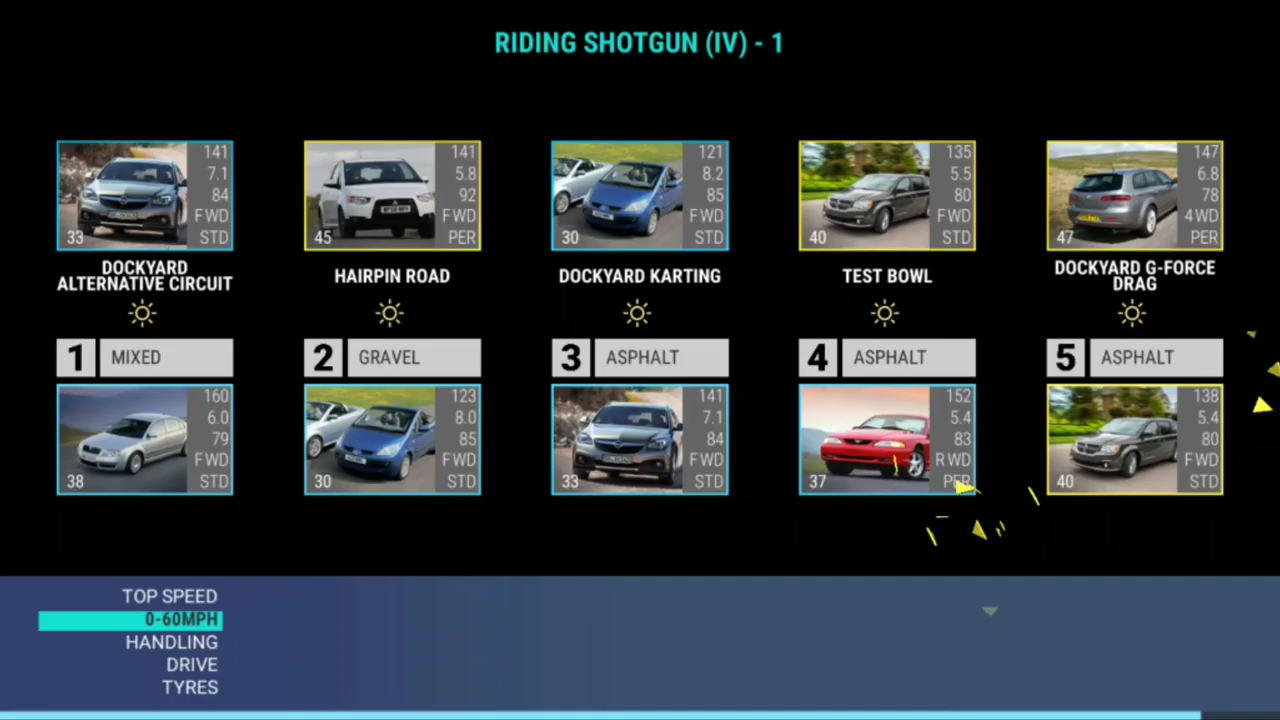 RIDING SHOTGUN (IV) - 1
141
7.1
84
FWD
33 STD
141
5.8
92
FWD
45 PER
121
8.2
85
FWD
30 STD
135
5.5
80
FWD
40 STD
147
6.8
78
4WD
47 PER
DOCKYARD
ALTERNATIVE CIRCUIT
HAIRPIN ROAD
DOCKYARD KARTING
TEST BOWL
DOCKYARD G-FORCE
DRAG
1 MIXED
2 GRAVEL
3 ASPHALT
4 ASPHALT
5 ASPHALT
160
6.0
79
FWD
38 STD
123
8.0
85
FWD
30 STD
141
7.1
84
FWD
33 STD
152
5.4
83
RWD
37 PER
138
5.4
80
FWD
40 STD
TOP SPEED
0-60MPH
HANDLING
DRIVE
TYRES